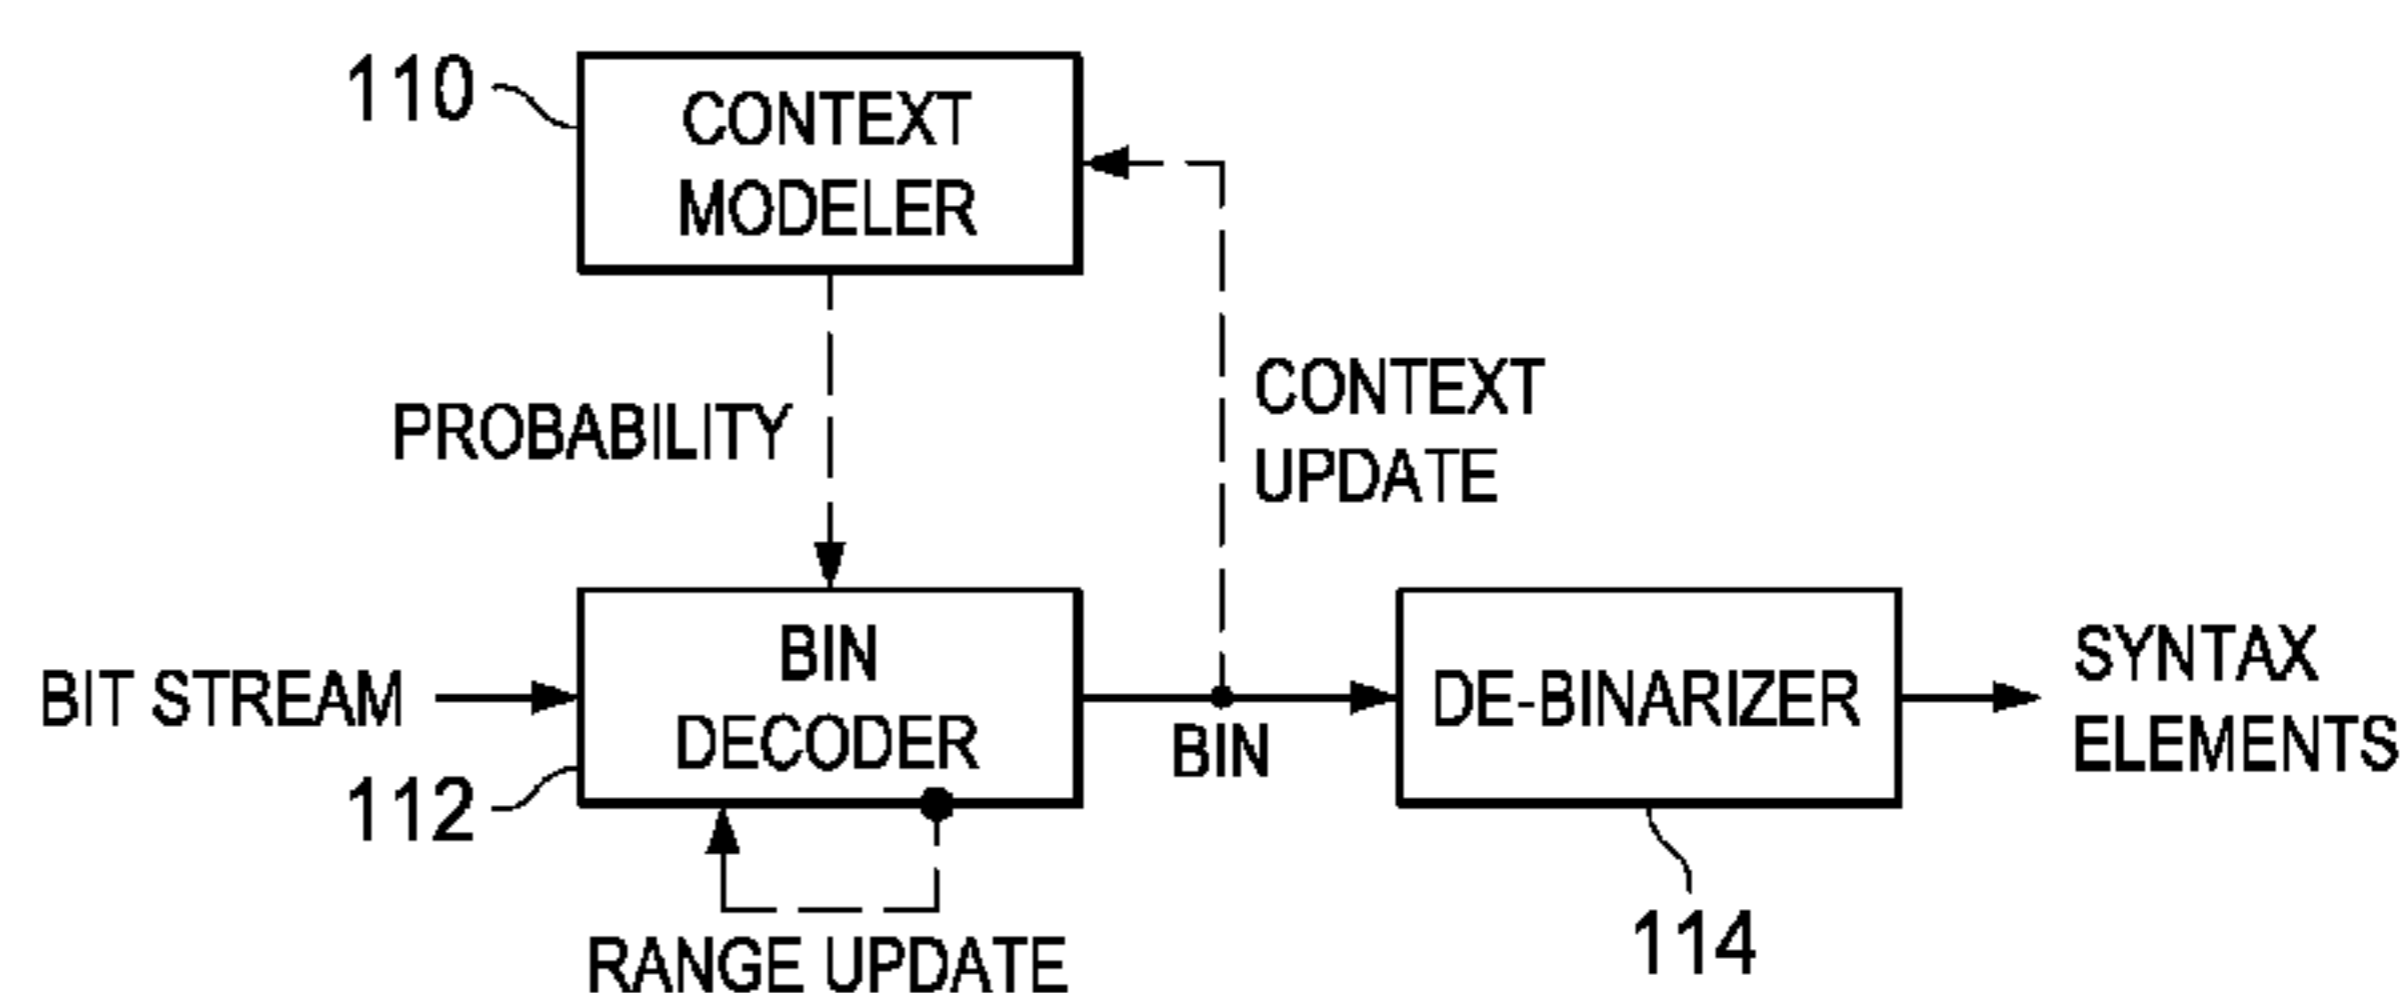 110
CONTEXT
MODELER
PROBABILITY
CONTEXT
UPDATE
BIT STREAM
BIN
DECODER
112
BIN
DE-BINARIZER
SYNTAX
ELEMENTS
RANGE UPDATE
114